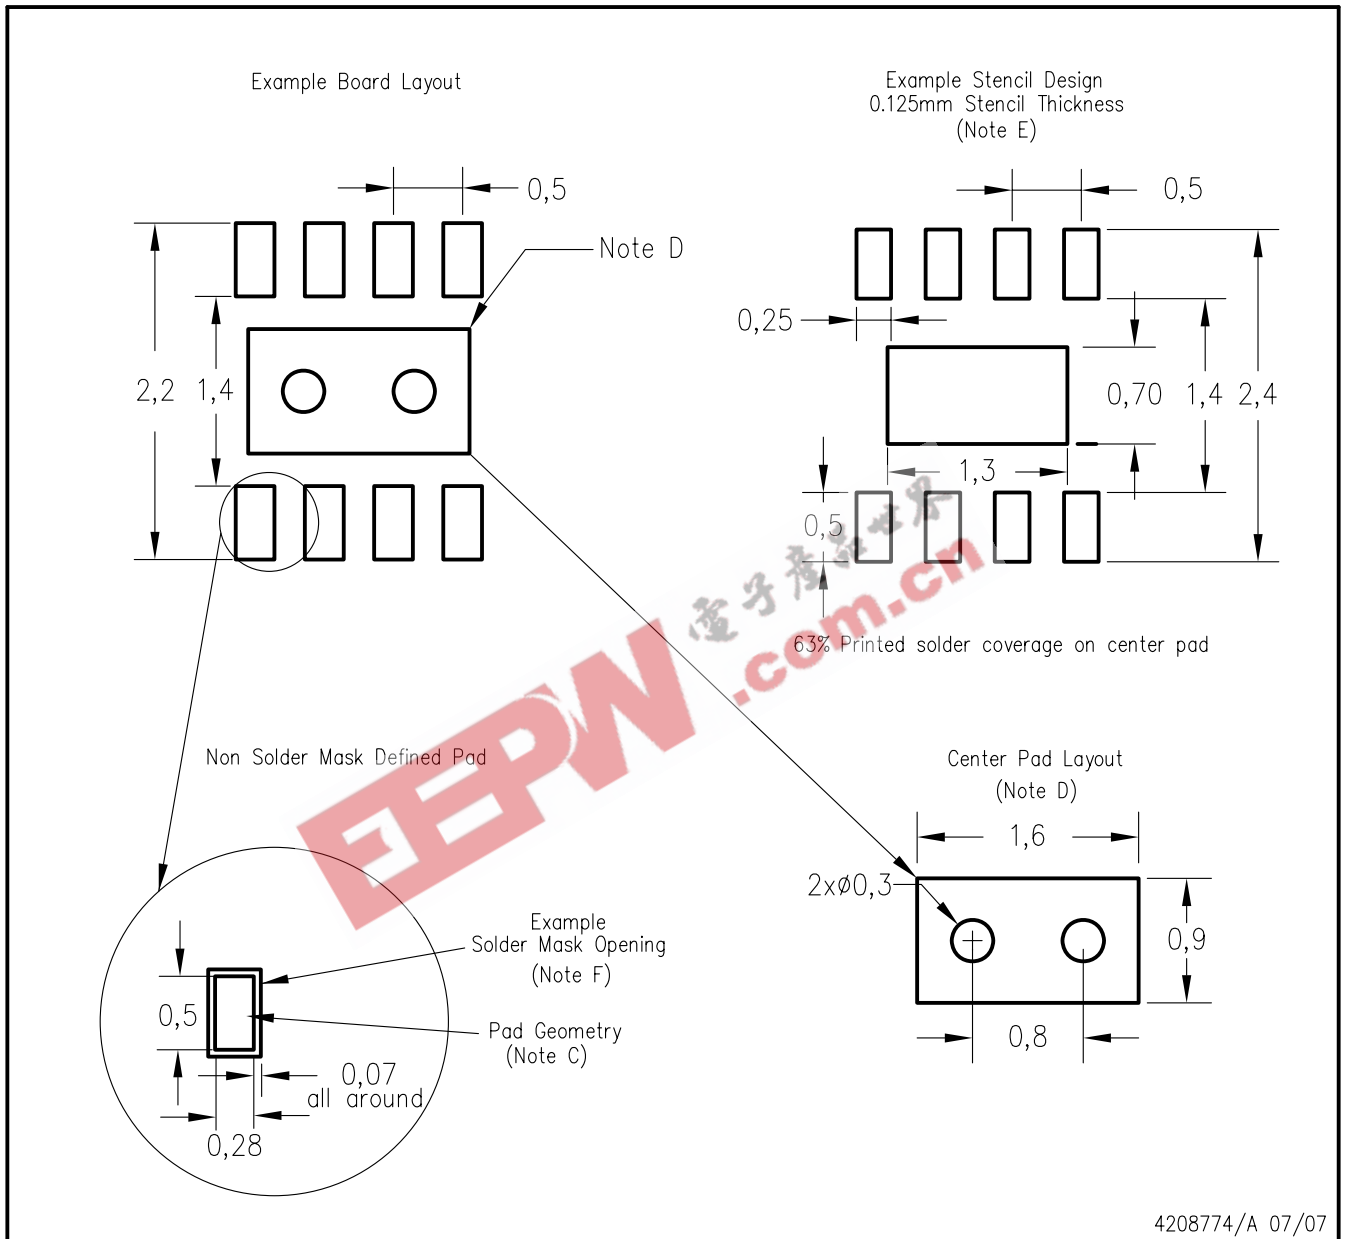 Example Board Layout
Example Stencil Design
0.125mm Stencil Thickness
(Note E)
0,5
0,5
Note D
0,25
2,2
1,4
0,70
1,4
2,4
1,3
0,5
電子產品世界
.com.cn
63% Printed solder coverage on center pad
EEPW
Non Solder Mask Defined Pad
Center Pad Layout
(Note D)
1,6
2xø0,3
0,9
0,8
Example
Solder Mask Opening
(Note F)
0,5
Pad Geometry
(Note C)
0,07
all around
0,28
4208774/A 07/07